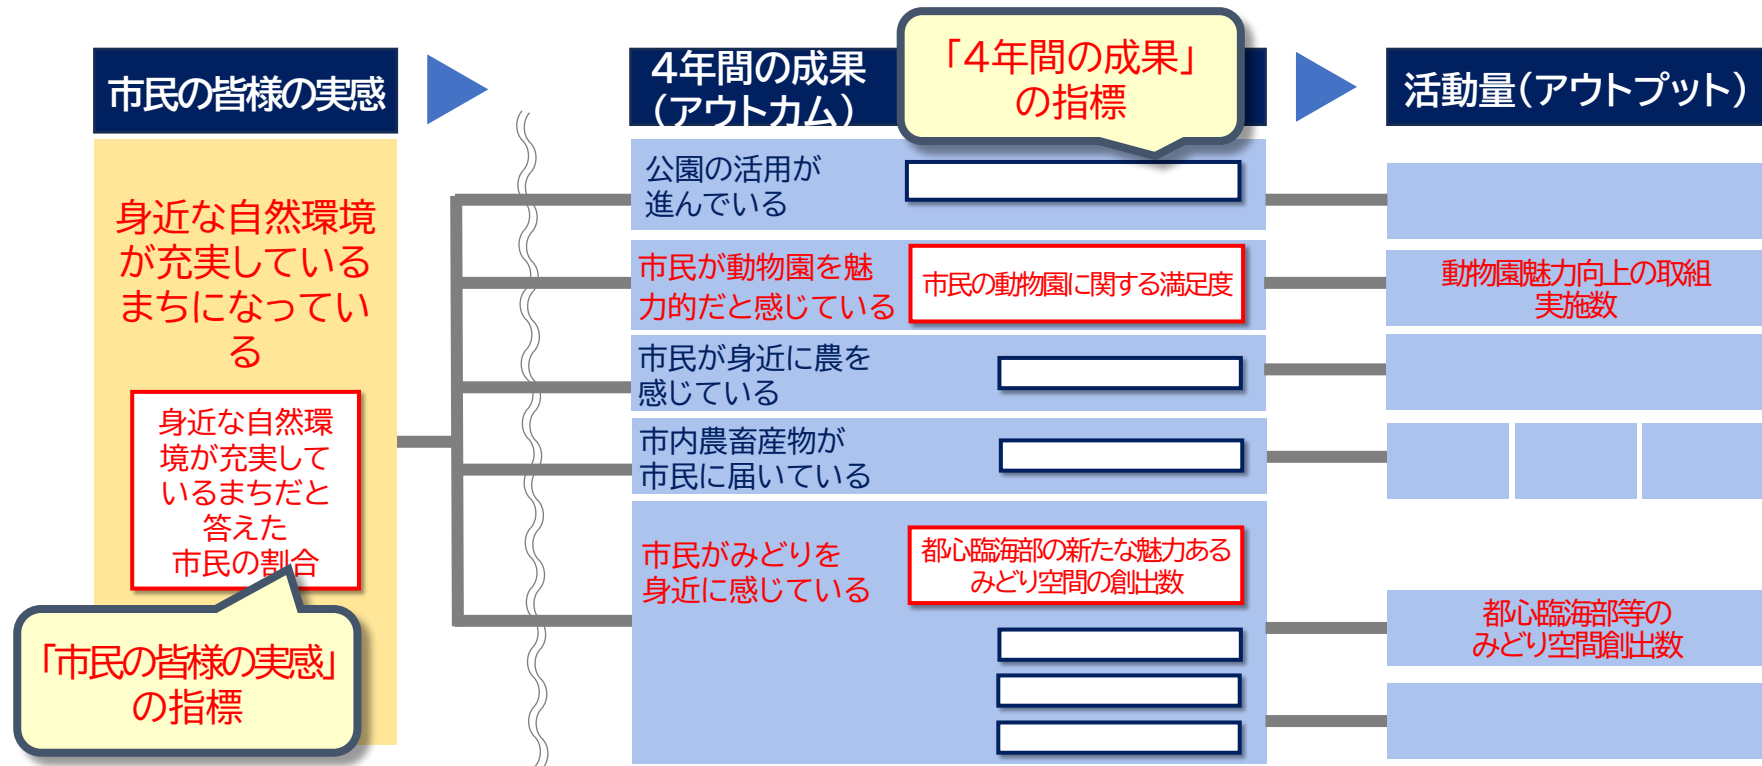 市民の皆様の実感
4年間の成果
（アウトカム）
「4年間の成果」
の指標
活動量（アウトプット）
身近な自然環境
が充実している
まちになってい
る
身近な自然環
境が充実して
いるまちだと
答えた
市民の割合
「市民の皆様の実感」
の指標
公園の活用が
進んでいる
市民が動物園を魅
力的だと感じている
市民の動物園に関する満足度
動物園魅力向上の取組
実施数
市民が身近に農を
感じている
市内農畜産物が
市民に届いている
市民がみどりを
身近に感じている
都心臨海部の新たな魅力ある
みどり空間の創出数
都心臨海部等の
みどり空間創出数